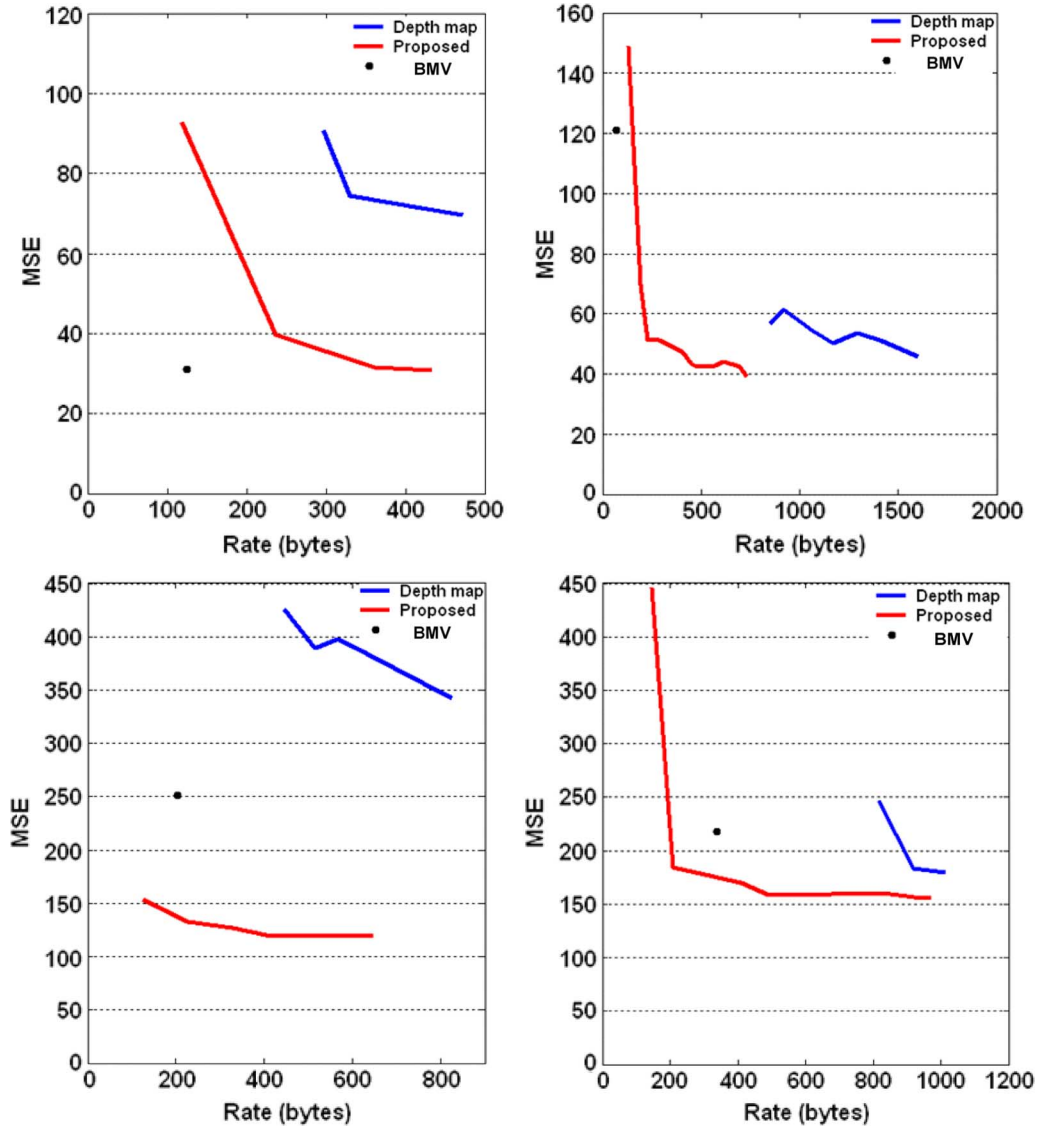 120
100
80
60
40
20
0
MSE
Depth map
Proposed
BMV
0 100 200 300 400 500
Rate (bytes)
160
140
120
100
80
60
40
20
0
MSE
Depth map
Proposed
BMV
0 500 1000 1500 2000
Rate (bytes)
450
400
350
300
250
200
150
100
50
0
MSE
Depth map
Proposed
BMV
0 200 400 600 800
Rate (bytes)
450
400
350
300
250
200
150
100
50
0
MSE
Depth map
Proposed
BMV
0 200 400 600 800 1000 1200
Rate (bytes)